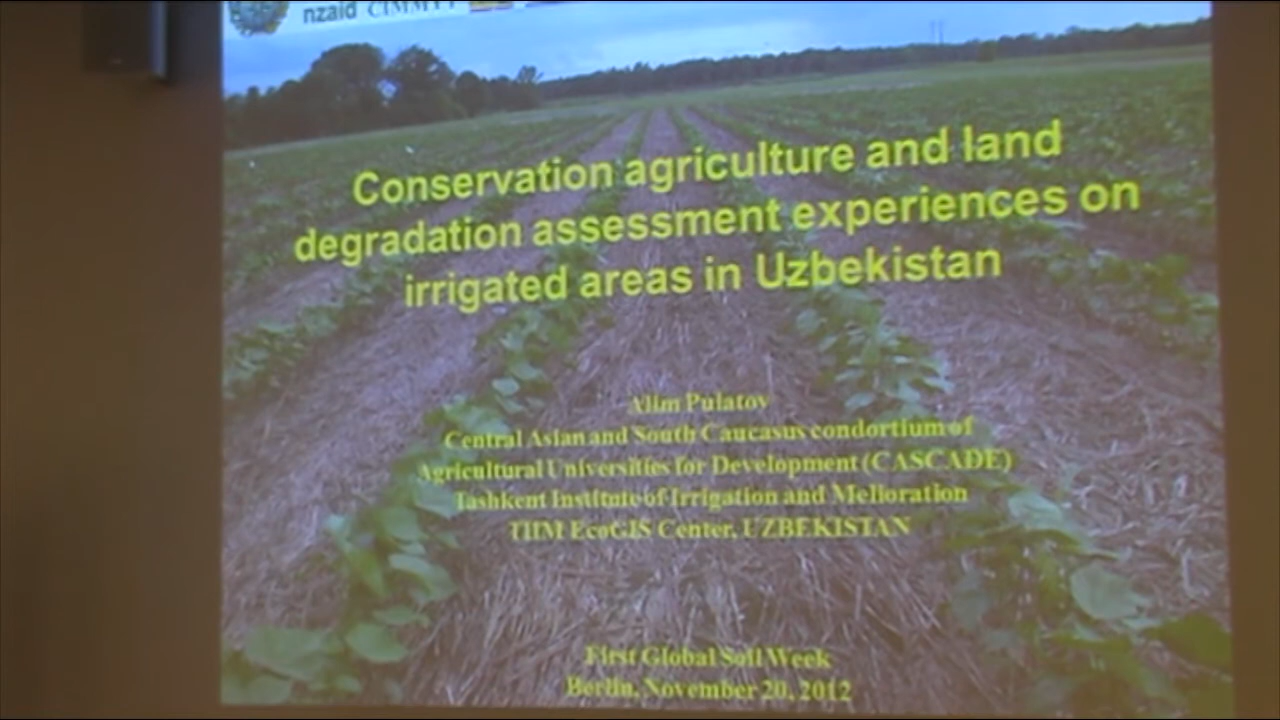 nzaid CIMMYT
Conservation agriculture and land
degradation assessment experiences on
irrigated areas in Uzbekistan
Alim Pulatov
Central Asian and South Caucasus condortium of
Agricultural Universities for Development (CASCADE)
Tashkent Institute of Irrigation and Melioration
TIIM EcoGIS Center, UZBEKISTAN
First Global Soil Week
Berlin, November 20, 2012